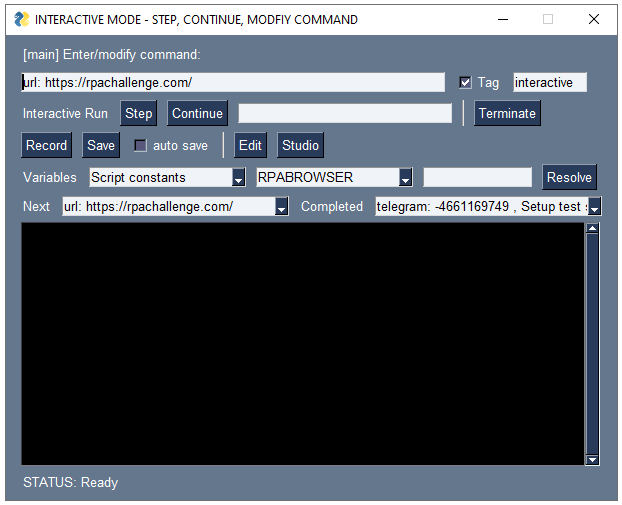 INTERACTIVE MODE - STEP, CONTINUE, MODFIY COMMAND
[main] Enter/modify command:
url: https://rpachallenge.com/ Tag interactive
Interactive Run Step Continue Terminate
Record Save auto save Edit Studio
Variables Script constants RPABROWSER Resolve
Next url: https://rpachallenge.com/ Completed telegram: -4661169749 , Setup test
STATUS: Ready